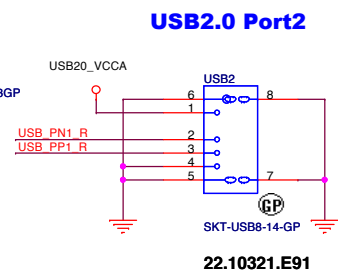 USB2.0 Port2
USB20_VCCA
USB2
GP
6
8
1
USB_PN1_R
2
USB_PP1_R
3
4
5
7
GP
SKT-USB8-14-GP
22.10321.E91